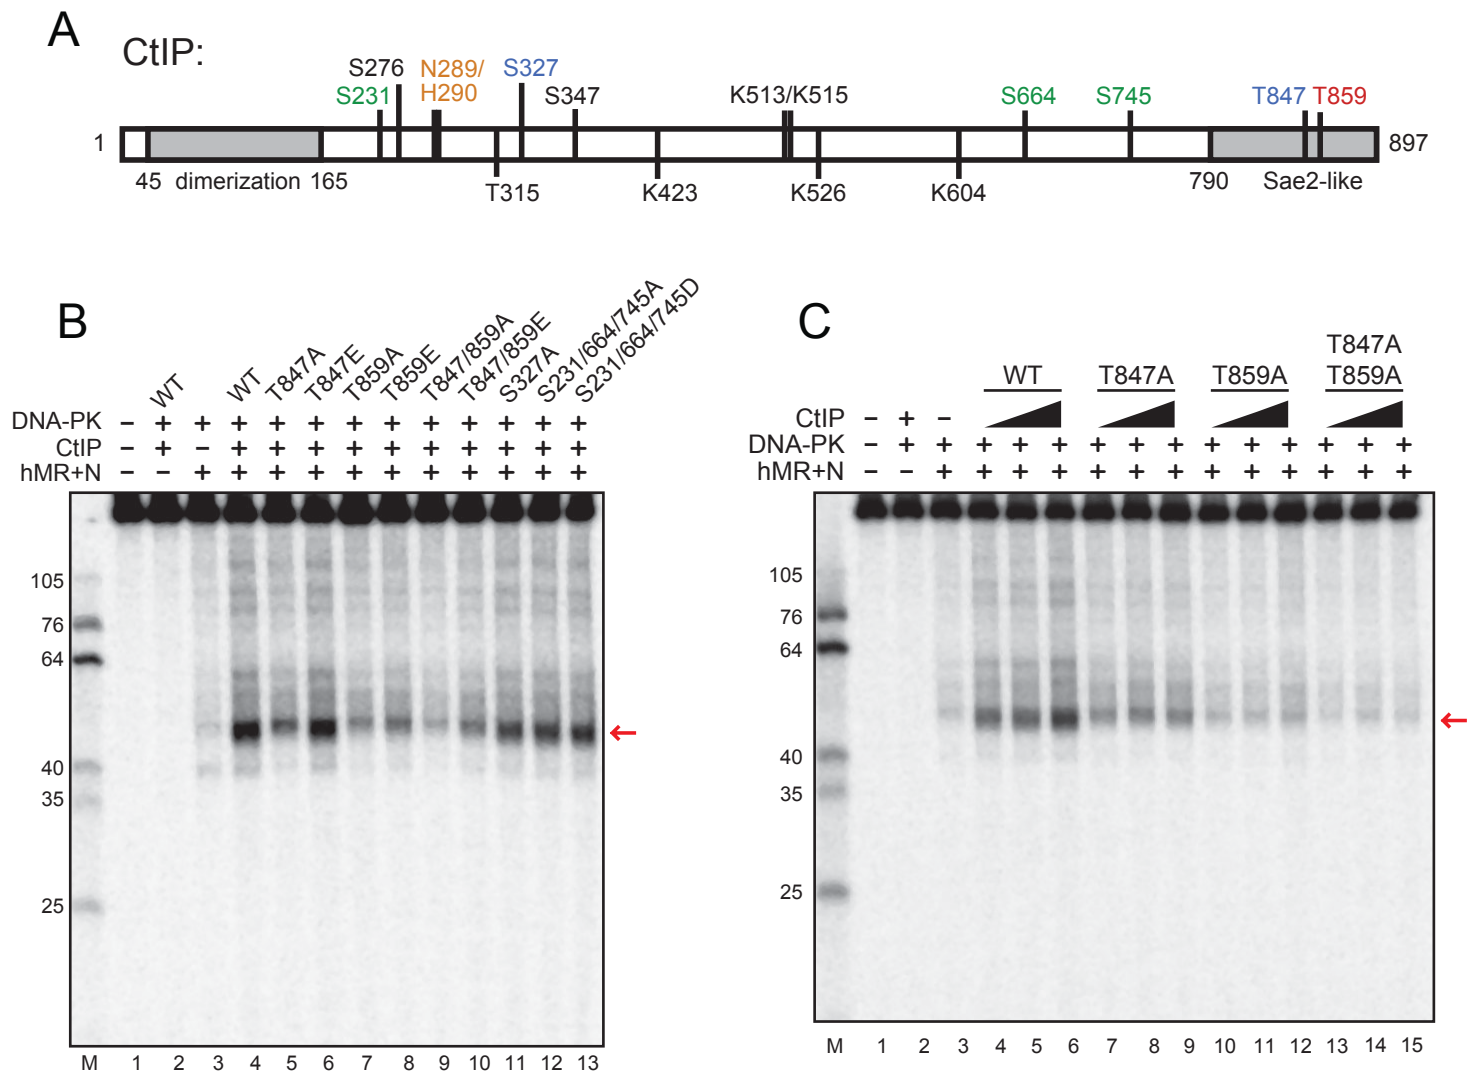 A
CtIP:
S276 N289/ S327
S231 H290 S347 K513/K515 S664 S745 T847 T859
1 897
45 dimerization 165 790 Sae2-like
T315 K423 K526 K604
B
WT WT T847A T847E T859A T859E T847/859A T847/859E S327A S231/664/745A S231/664/745D
DNA-PK − + + + + + + + + + + + +
CtIP − + − + + + + + + + + + +
hMR+N − − + + + + + + + + + + +
105
76
64
40
35
25
M 1 2 3 4 5 6 7 8 9 10 11 12 13
C
T847A
WT T847A T859A T859A
CtIP − + −
DNA-PK − + + + + + + + + + + + + + +
hMR+N − − + + + + + + + + + + + + +
105
76
64
40
35
25
M 1 2 3 4 5 6 7 8 9 10 11 12 13 14 15